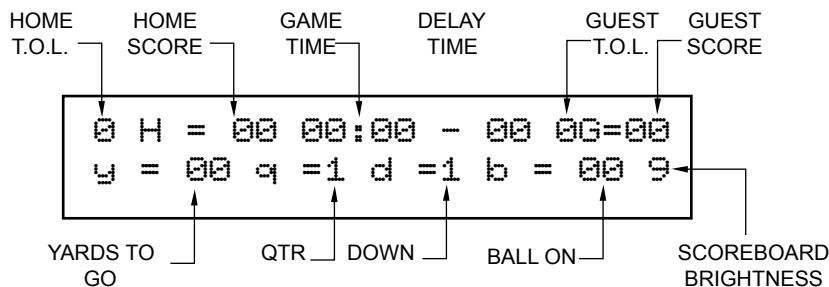 HOME HOME GAME DELAY GUEST GUEST
T.O.L. SCORE TIME TIME T.O.L. SCORE
0 H = 00 00:00 - 00 0G=00
y = 00 q =1 d =1 b = 00 9
YARDS TO QTR DOWN BALL ON SCOREBOARD
GO BRIGHTNESS